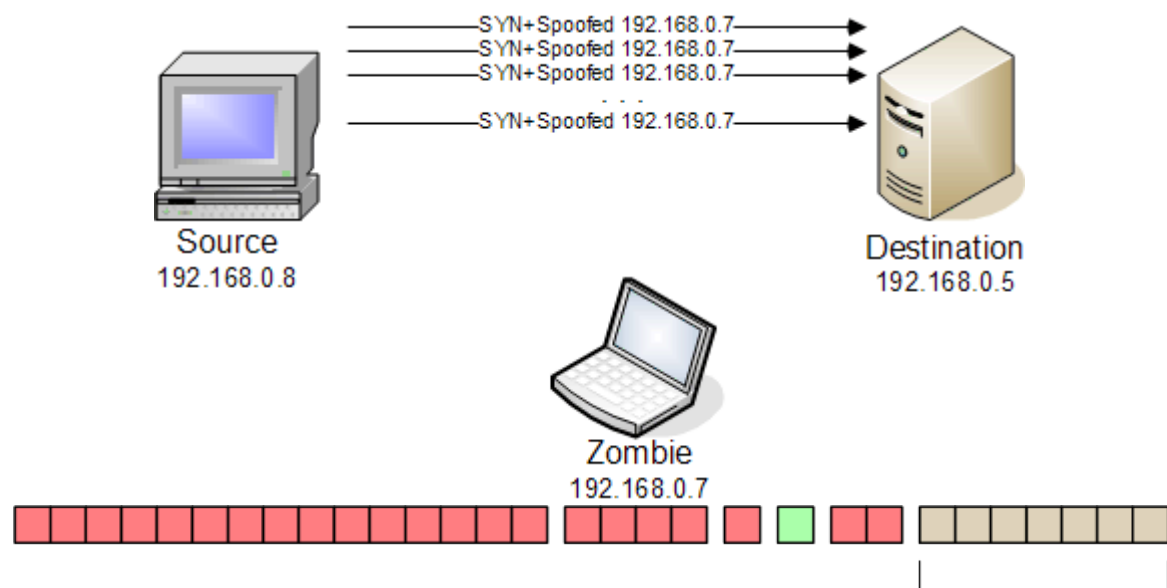 SYN+Spoofed 192.168.0.7
SYN+Spoofed 192.168.0.7
SYN+Spoofed 192.168.0.7
. . .
SYN+Spoofed 192.168.0.7
Source
192.168.0.8
Destination
192.168.0.5
Zombie
192.168.0.7